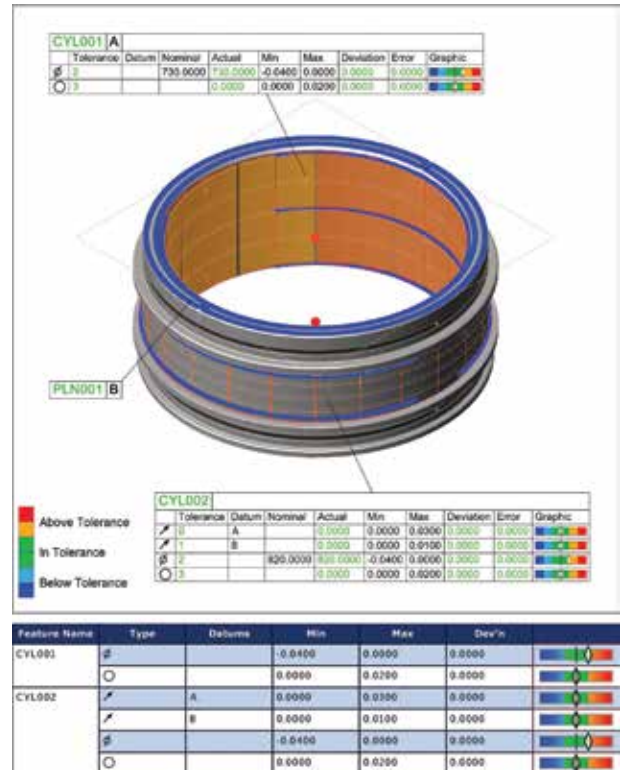 CYL001 A
Tolerance Datum Nominal Actual Min Max Deviation Error Graphic
⌀ 2 730.0000 730.0000 -0.0400 0.0000 0.0000 0.0000
○ 3 0.0000 0.0000 0.0200 0.0000 0.0000
PLN001 B
CYL002
Tolerance Datum Nominal Actual Min Max Deviation Error Graphic
↗ 0 A 0.0000 0.0000 0.0300 0.0000 0.0000
↗ 1 B 0.0000 0.0000 0.0100 0.0000 0.0000
⌀ 2 820.0000 820.0000 -0.0400 0.0000 0.0000 0.0000
○ 3 0.0000 0.0000 0.0200 0.0000 0.0000
Above Tolerance
In Tolerance
Below Tolerance
Feature Name Type Datums Min Max Dev'n
CYL001 ⌀ -0.0400 0.0000 0.0000
○ 0.0000 0.0200 0.0000
CYL002 ↗ A 0.0000 0.0300 0.0000
↗ B 0.0000 0.0100 0.0000
⌀ -0.0400 0.0000 0.0000
○ 0.0000 0.0200 0.0000